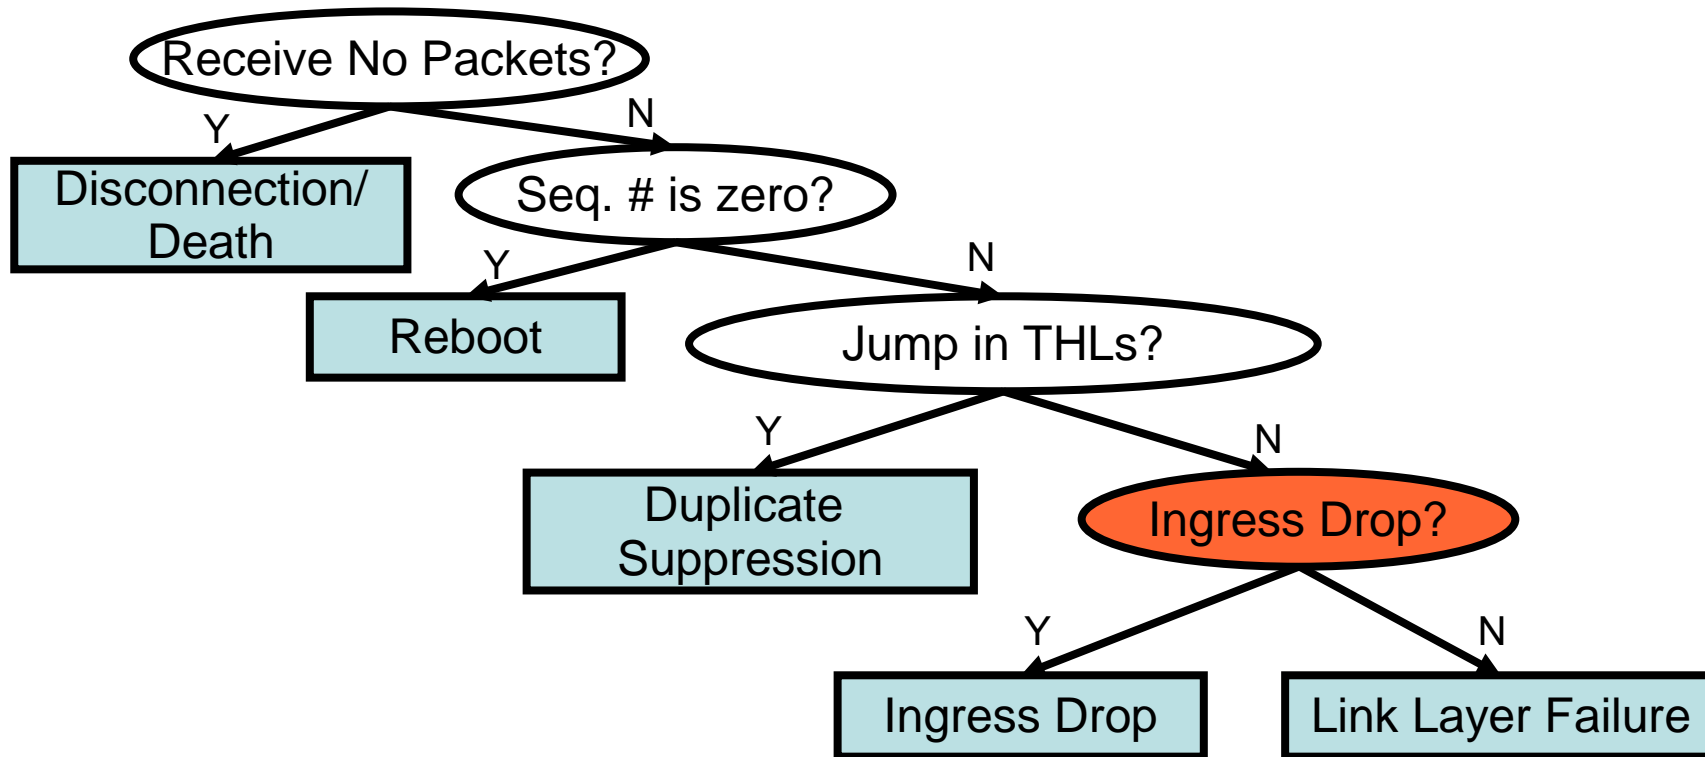 Receive No Packets?
Y
N
Disconnection/
Death
Seq. # is zero?
Y
N
Reboot
Jump in THLs?
Y
N
Duplicate
Suppression
Ingress Drop?
Y
N
Ingress Drop
Link Layer Failure